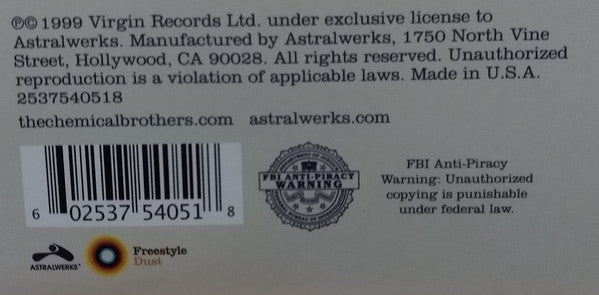 ℗© 1999 Virgin Records Ltd. under exclusive license to
Astralwerks. Manufactured by Astralwerks, 1750 North Vine
Street, Hollywood, CA 90028. All rights reserved. Unauthorized
reproduction is a violation of applicable laws. Made in U.S.A.
2537540518
thechemicalbrothers.com astralwerks.com
6 02537 54051 8
FBI ANTI-PIRACY
WARNING
FBI Anti-Piracy
Warning: Unauthorized
copying is punishable
under federal law.
ASTRALWERKS
Freestyle
Dust